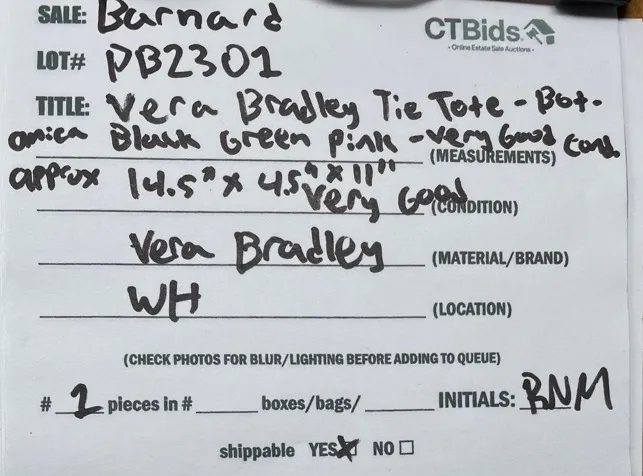 SALE: Barnard
CTBids.
- Online Estate Sale Auctions -
LOT# PB2301
TITLE: Vera Bradley Tie Tote - Bot-
anica Black Green Pink - Very Good Cond.
(MEASUREMENTS)
approx 14.5" x 4.5" x 11"
Very Good (CONDITION)
Vera Bradley (MATERIAL/BRAND)
WH (LOCATION)
(CHECK PHOTOS FOR BLUR/LIGHTING BEFORE ADDING TO QUEUE)
# 1 pieces in # ______ boxes/bags/ ______ INITIALS: RNM
shippable YES ☒ NO ☐